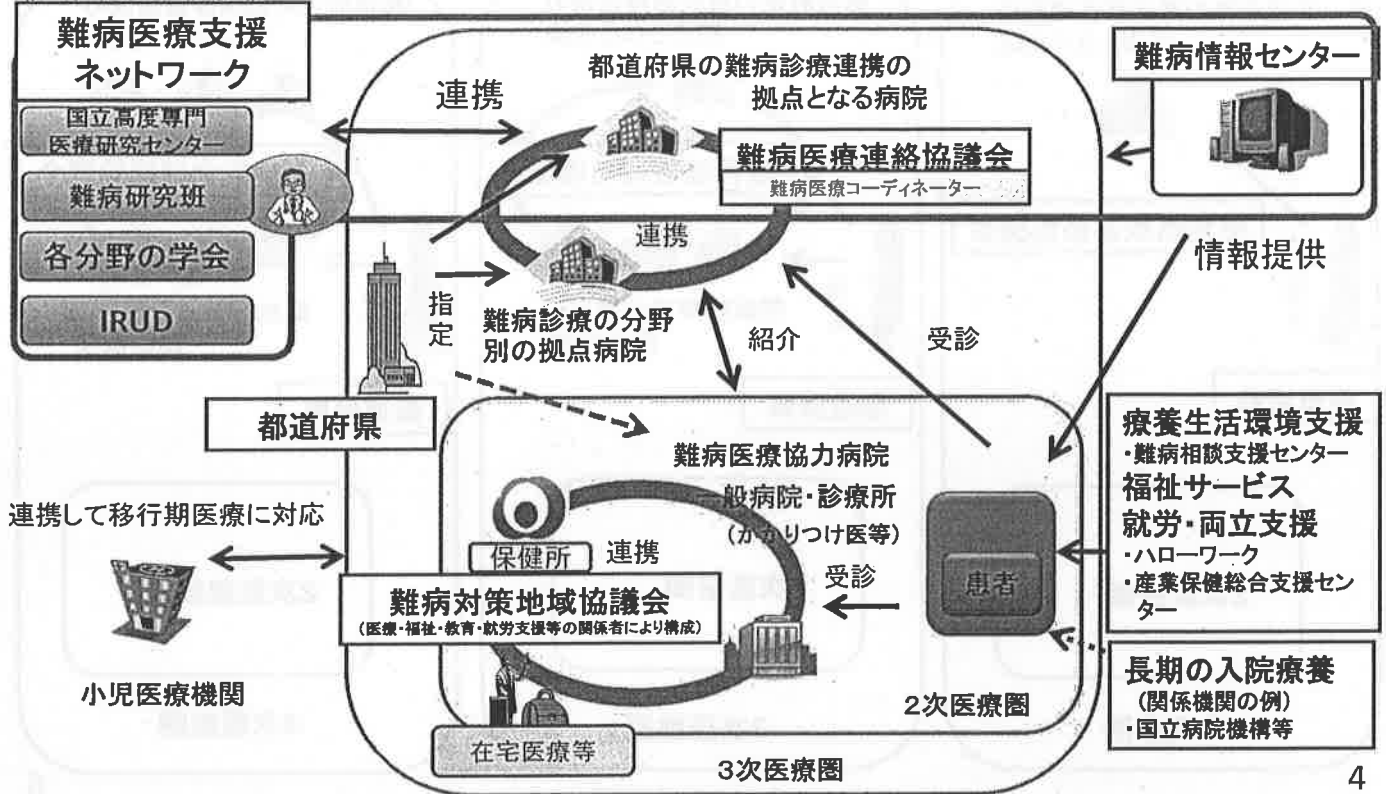 難病医療支援
ネットワーク
国立高度専門
医療研究センター
難病研究班
各分野の学会
IRUD
連携
都道府県の難病診療連携の
拠点となる病院
難病医療連絡協議会
難病医療コーディネーター
難病情報センター
連携
情報提供
指定
難病診療の分野
別の拠点病院
紹介
受診
都道府県
難病医療協力病院
一般病院・診療所
(かかりつけ医等)
保健所
連携
受診
患者
難病対策地域協議会
(医療・福祉・教育・就労支援等の関係者により構成)
在宅医療等
2次医療圏
3次医療圏
連携して移行期医療に対応
小児医療機関
療養生活環境支援
・難病相談支援センター
福祉サービス
就労・両立支援
・ハローワーク
・産業保健総合支援セン
ター
長期の入院療養
(関係機関の例)
・国立病院機構等
4